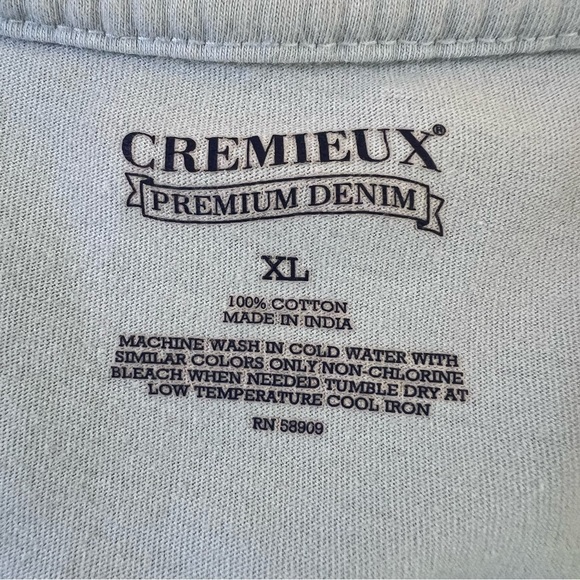 CREMIEUX®
PREMIUM DENIM
XL
100% COTTON
MADE IN INDIA
MACHINE WASH IN COLD WATER WITH
SIMILAR COLORS ONLY NON-CHLORINE
BLEACH WHEN NEEDED TUMBLE DRY AT
LOW TEMPERATURE COOL IRON
RN 58909